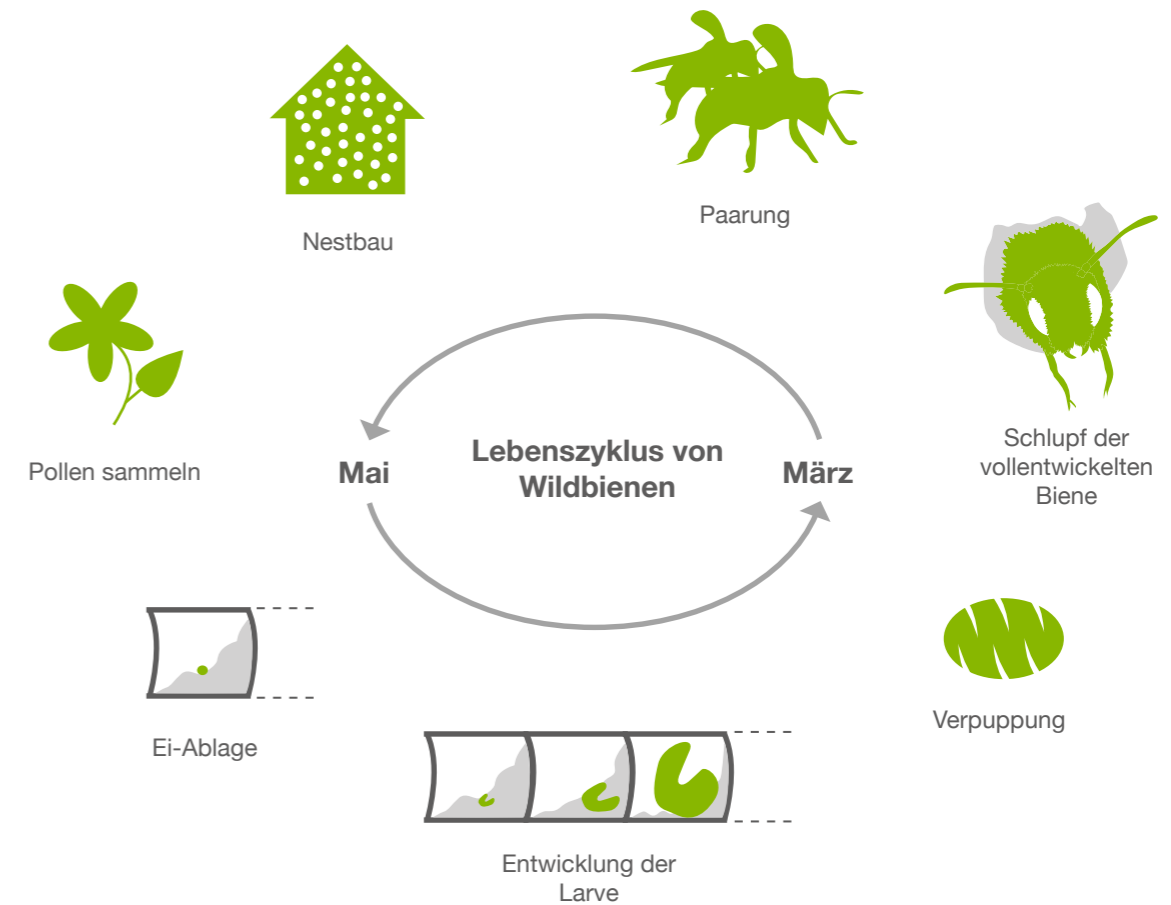 Nestbau
Paarung
Schlupf der
vollentwickelten
Biene
Pollen sammeln
Mai
Lebenszyklus von
Wildbienen
März
Verpuppung
Ei-Ablage
Entwicklung der
Larve